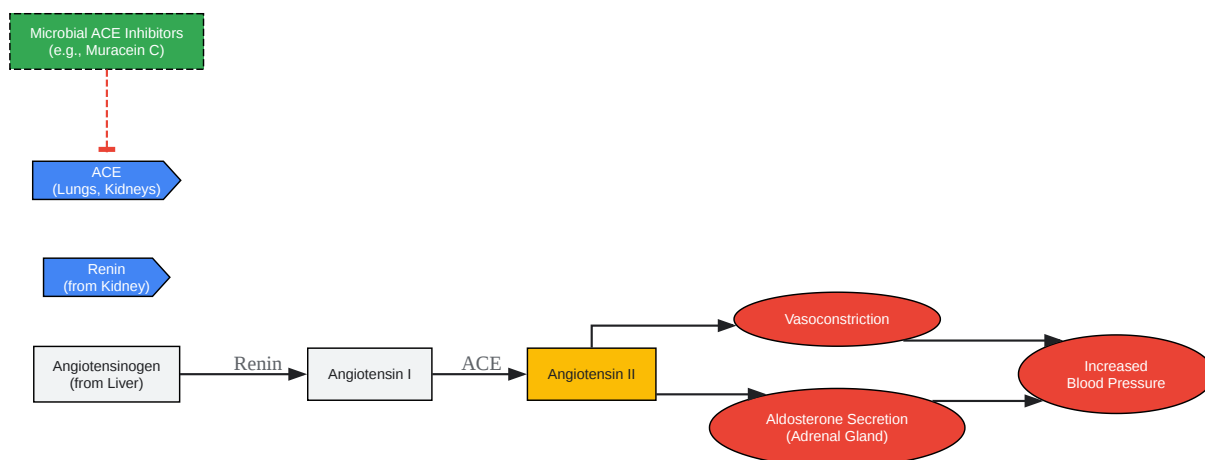 Microbial ACE Inhibitors
(e.g., Muracein C)
ACE
(Lungs, Kidneys)
Renin
(from Kidney)
Angiotensinogen
(from Liver)
Renin
Angiotensin I
ACE
Angiotensin II
Vasoconstriction
Aldosterone Secretion
(Adrenal Gland)
Increased
Blood Pressure